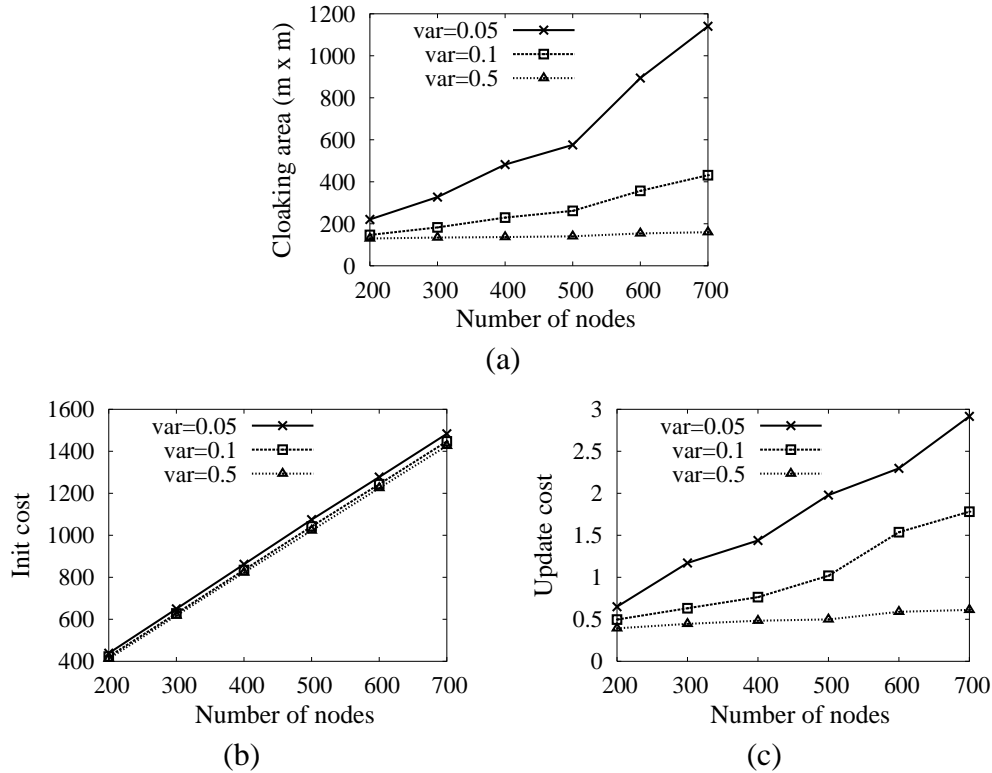 1200
1000
800
600
400
200
0
Cloaking area (m x m)
var=0.05
var=0.1
var=0.5
200 300 400 500 600 700
Number of nodes
(a)
1600
1400
1200
1000
800
600
400
Init cost
var=0.05
var=0.1
var=0.5
200 300 400 500 600 700
Number of nodes
(b)
3
2.5
2
1.5
1
0.5
0
Update cost
var=0.05
var=0.1
var=0.5
200 300 400 500 600 700
Number of nodes
(c)